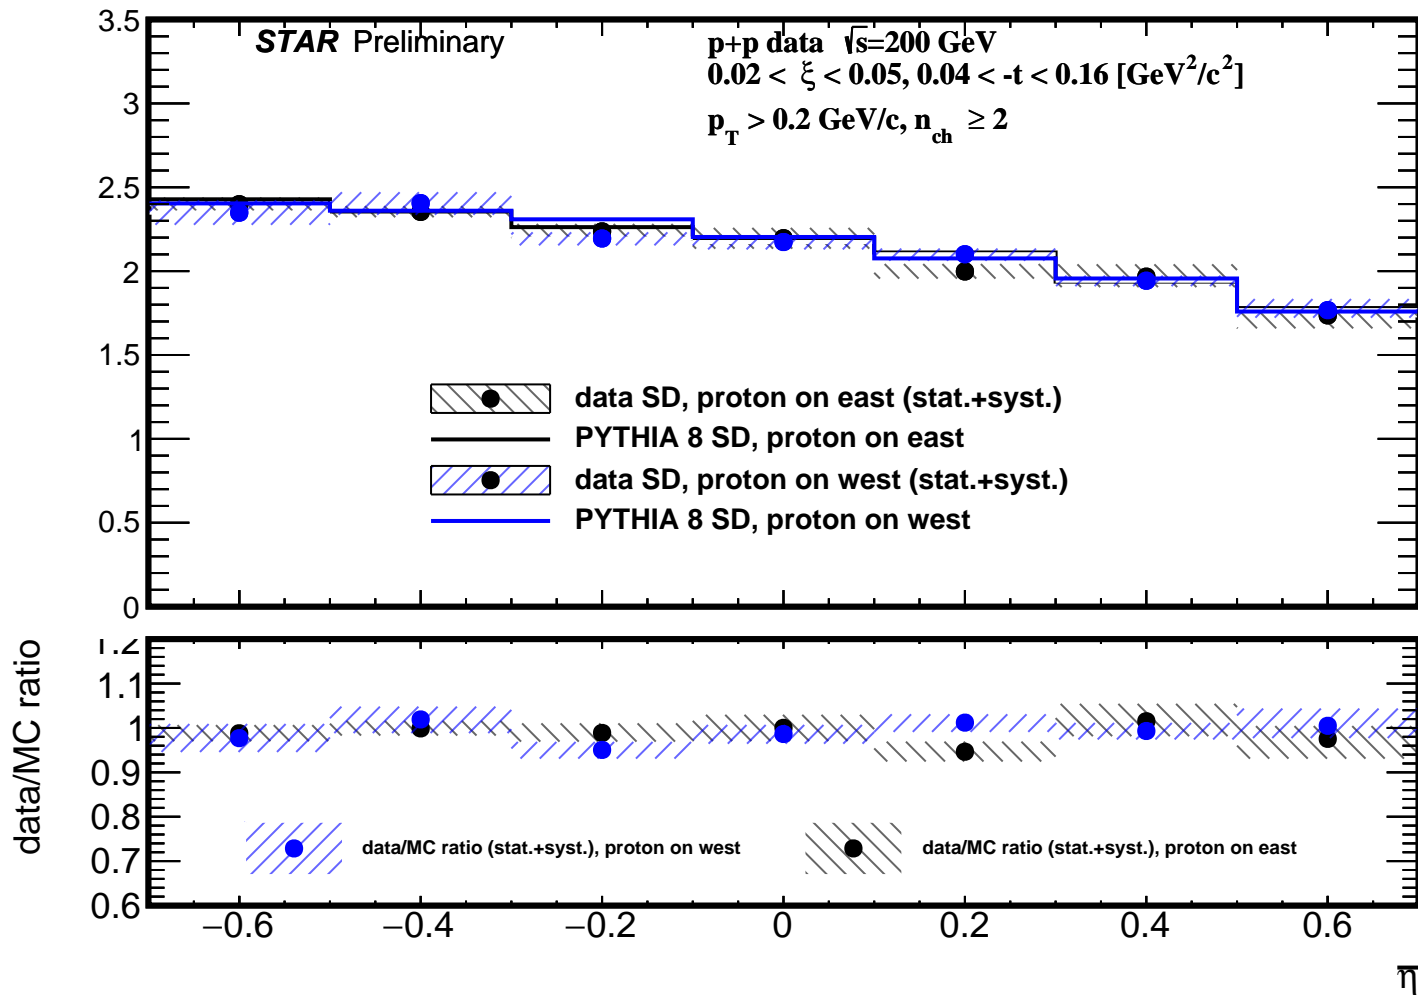 3.5
STAR Preliminary
p+p data √s=200 GeV
0.02 < ξ < 0.05, 0.04 < -t < 0.16 [GeV²/c²]
p_T > 0.2 GeV/c, n_ch ≥ 2
3
2.5
2
1.5
1
0.5
0
data SD, proton on east (stat.+syst.)
PYTHIA 8 SD, proton on east
data SD, proton on west (stat.+syst.)
PYTHIA 8 SD, proton on west
data/MC ratio
1.2
1.1
1
0.9
0.8
0.7
0.6
data/MC ratio (stat.+syst.), proton on west
data/MC ratio (stat.+syst.), proton on east
−0.6 −0.4 −0.2 0 0.2 0.4 0.6
η̅